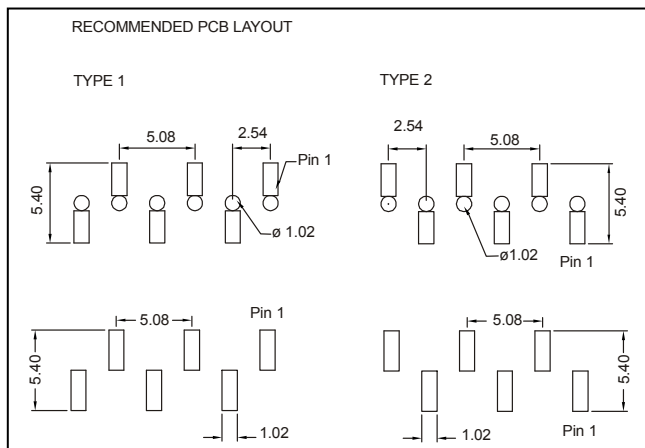 RECOMMENDED PCB LAYOUT
TYPE 1
TYPE 2
5.08
2.54
Pin 1
5.40
ø 1.02
2.54
5.08
5.40
ø1.02
Pin 1
5.08
Pin 1
5.40
1.02
5.08
5.40
1.02
Pin 1